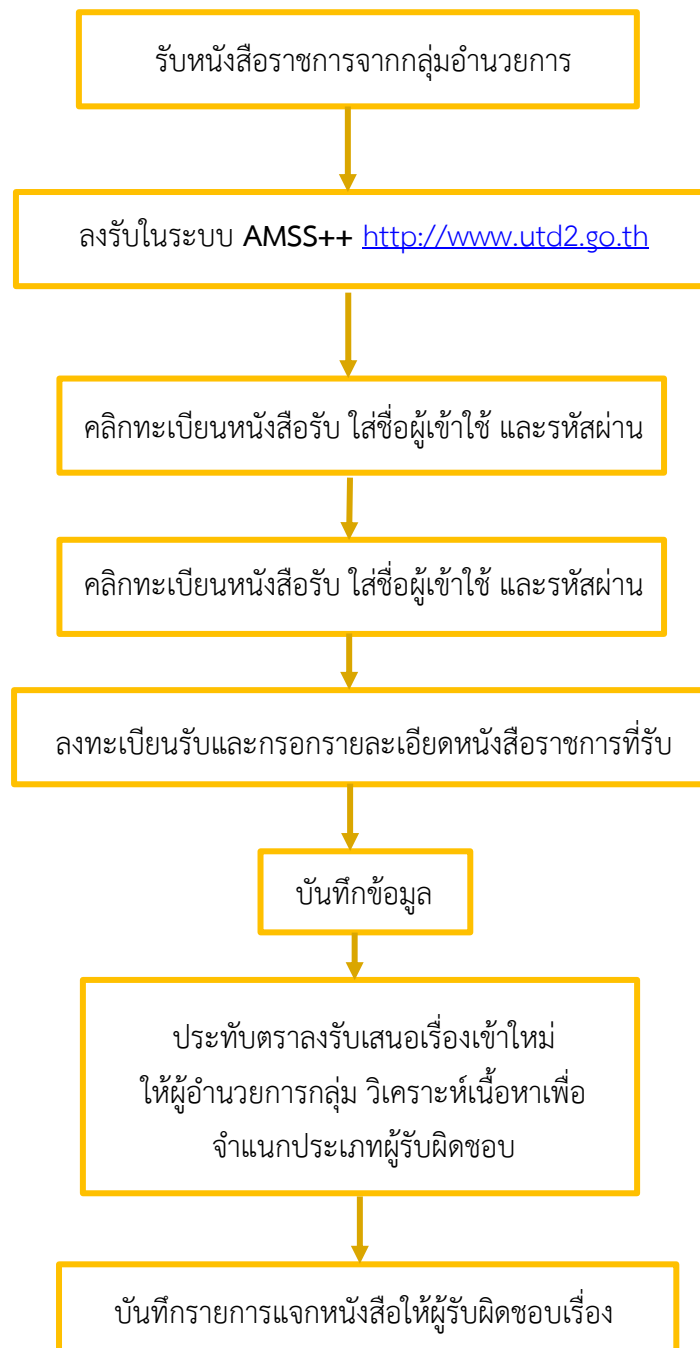 รับหนังสือราชการจากกลุ่มอำนวยการ
ลงรับในระบบ AMSS++ http://www.utd2.go.th
คลิกทะเบียนหนังสือรับ ใส่ชื่อผู้เข้าใช้ และรหัสผ่าน
คลิกทะเบียนหนังสือรับ ใส่ชื่อผู้เข้าใช้ และรหัสผ่าน
ลงทะเบียนรับและกรอกรายละเอียดหนังสือราชการที่รับ
บันทึกข้อมูล
ประทับตราลงรับเสนอเรื่องเข้าใหม่
ให้ผู้อำนวยการกลุ่ม วิเคราะห์เนื้อหาเพื่อ
จำแนกประเภทผู้รับผิดชอบ
บันทึกรายการแจกหนังสือให้ผู้รับผิดชอบเรื่อง